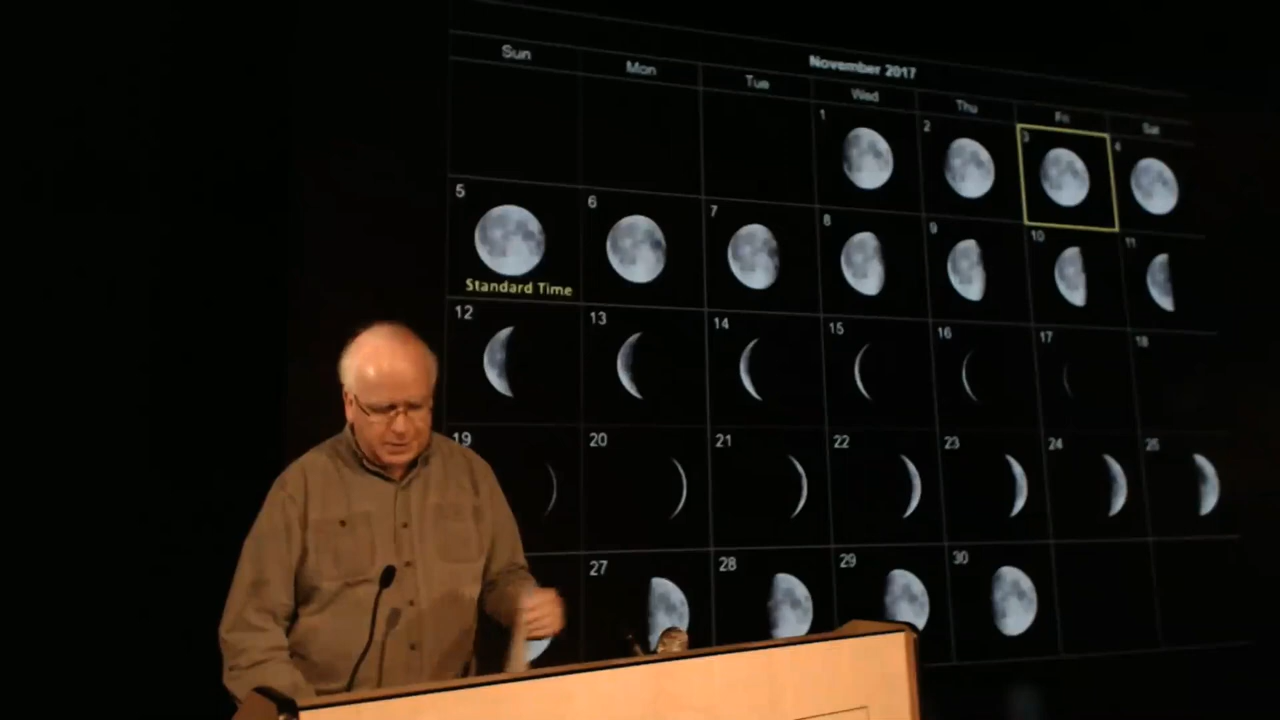 November 2017
Sun Mon Tue Wed Thu Fri Sat
1 2 3 4
5 6 7 8 9 10 11
Standard Time
12 13 14 15 16 17 18
19 20 21 22 23 24 25
27 28 29 30